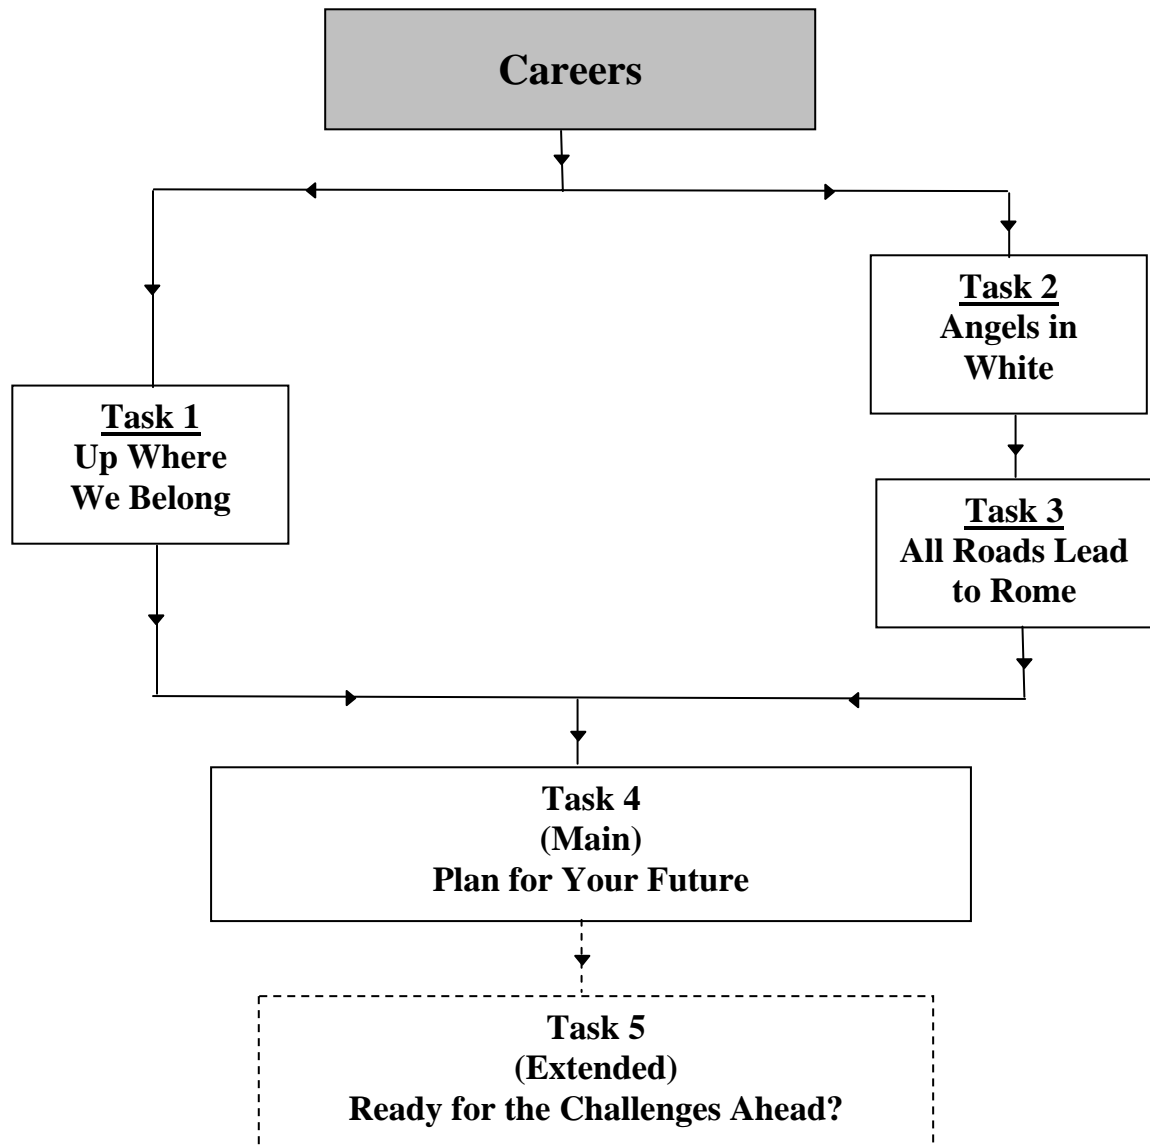 Careers
Task 1
Up Where
We Belong
Task 2
Angels in
White
Task 3
All Roads Lead
to Rome
Task 4
(Main)
Plan for Your Future
Task 5
(Extended)
Ready for the Challenges Ahead?